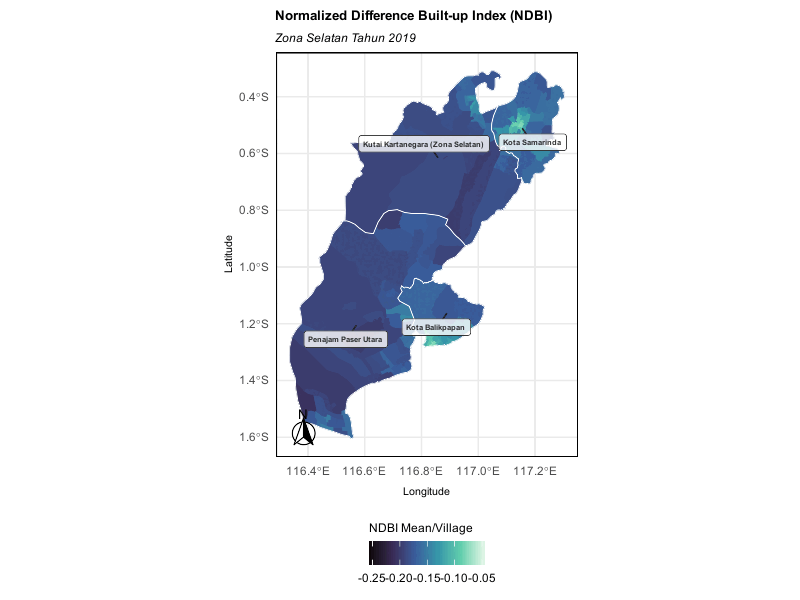 Normalized Difference Built-up Index (NDBI)
Zona Selatan Tahun 2019
0.4°S
0.6°S
0.8°S
1.0°S
1.2°S
1.4°S
1.6°S
Latitude
Kutai Kartanegara (Zona Selatan)
Kota Samarinda
Kota Balikpapan
Penajam Paser Utara
N
116.4°E 116.6°E 116.8°E 117.0°E 117.2°E
Longitude
NDBI Mean/Village
-0.25 -0.20 -0.15 -0.10 -0.05